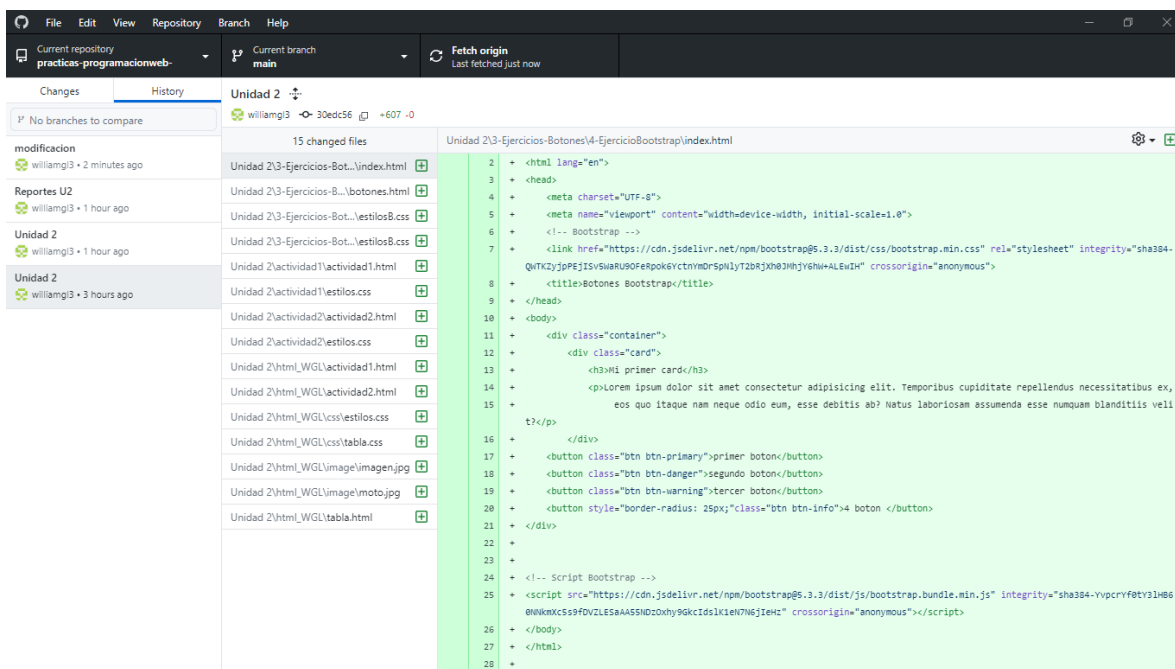 File Edit View Repository Branch Help
Current repository
practicas-programacionweb-
Current branch
main
Fetch origin
Last fetched just now
Changes History
No branches to compare
modificacion
williamgl3 • 2 minutes ago
Reportes U2
williamgl3 • 1 hour ago
Unidad 2
williamgl3 • 1 hour ago
Unidad 2
williamgl3 • 3 hours ago
Unidad 2
williamgl3 30edc56 +607 -0
15 changed files
Unidad 2\3-Ejercicios-Bot...\index.html
Unidad 2\3-Ejercicios-B...\botones.html
Unidad 2\3-Ejercicios-Bot...\estilosB.css
Unidad 2\3-Ejercicios-Bot...\estilosB.css
Unidad 2\actividad1\actividad1.html
Unidad 2\actividad1\estilos.css
Unidad 2\actividad2\actividad2.html
Unidad 2\actividad2\estilos.css
Unidad 2\html_WGL\actividad1.html
Unidad 2\html_WGL\actividad2.html
Unidad 2\html_WGL\css\estilos.css
Unidad 2\html_WGL\css\tabla.css
Unidad 2\html_WGL\image\imagen.jpg
Unidad 2\html_WGL\image\moto.jpg
Unidad 2\html_WGL\tabla.html
Unidad 2\3-Ejercicios-Botones\4-EjercicioBootstrap\index.html
2 + <html lang="en">
3 + <head>
4 + <meta charset="UTF-8">
5 + <meta name="viewport" content="width=device-width, initial-scale=1.0">
6 + <!-- Bootstrap -->
7 + <link href="https://cdn.jsdelivr.net/npm/bootstrap@5.3.3/dist/css/bootstrap.min.css" rel="stylesheet" integrity="sha384-
QWTKZyjpPEjISv5WaRU9OFeRpok6YctnYmDr5pNlyT2bRjXh0JMhjY6hW+ALEwIH" crossorigin="anonymous">
8 + <title>Botones Bootstrap</title>
9 + </head>
10 + <body>
11 + <div class="container">
12 + <div class="card">
13 + <h3>Mi primer card</h3>
14 + <p>Lorem ipsum dolor sit amet consectetur adipisicing elit. Temporibus cupiditate repellendus necessitatibus ex,
15 + eos quo itaque nam neque odio eum, esse debitis ab? Natus laboriosam assumenda esse numquam blanditiis veli
t?</p>
16 + </div>
17 + <button class="btn btn-primary">primer boton</button>
18 + <button class="btn btn-danger">segundo boton</button>
19 + <button class="btn btn-warning">tercer boton</button>
20 + <button style="border-radius: 25px;"class="btn btn-info">4 boton </button>
21 + </div>
22 +
23 +
24 + <!-- Script Bootstrap -->
25 + <script src="https://cdn.jsdelivr.net/npm/bootstrap@5.3.3/dist/js/bootstrap.bundle.min.js" integrity="sha384-YvpcrYf0tY3lHB6
0NNkmXc5s9fDVZLESaAA55NDzOxhy9GkcIdslK1eN7N6jIeHz" crossorigin="anonymous"></script>
26 + </body>
27 + </html>
28 +